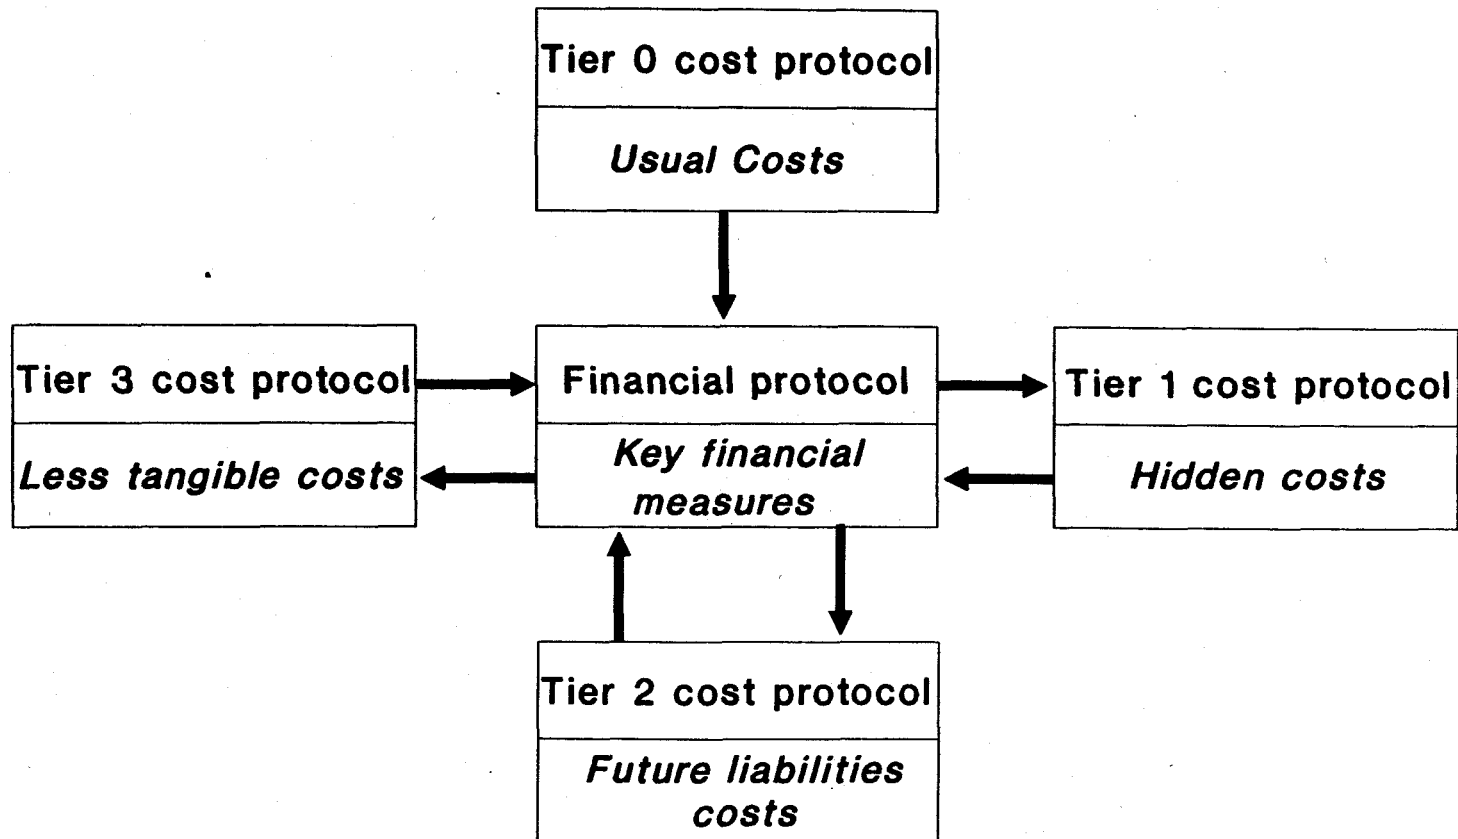 Tier 0 cost protocol
Usual Costs
Tier 3 cost protocol
Less tangible costs
Financial protocol
Key financial
measures
Tier 1 cost protocol
Hidden costs
Tier 2 cost protocol
Future liabilities
costs